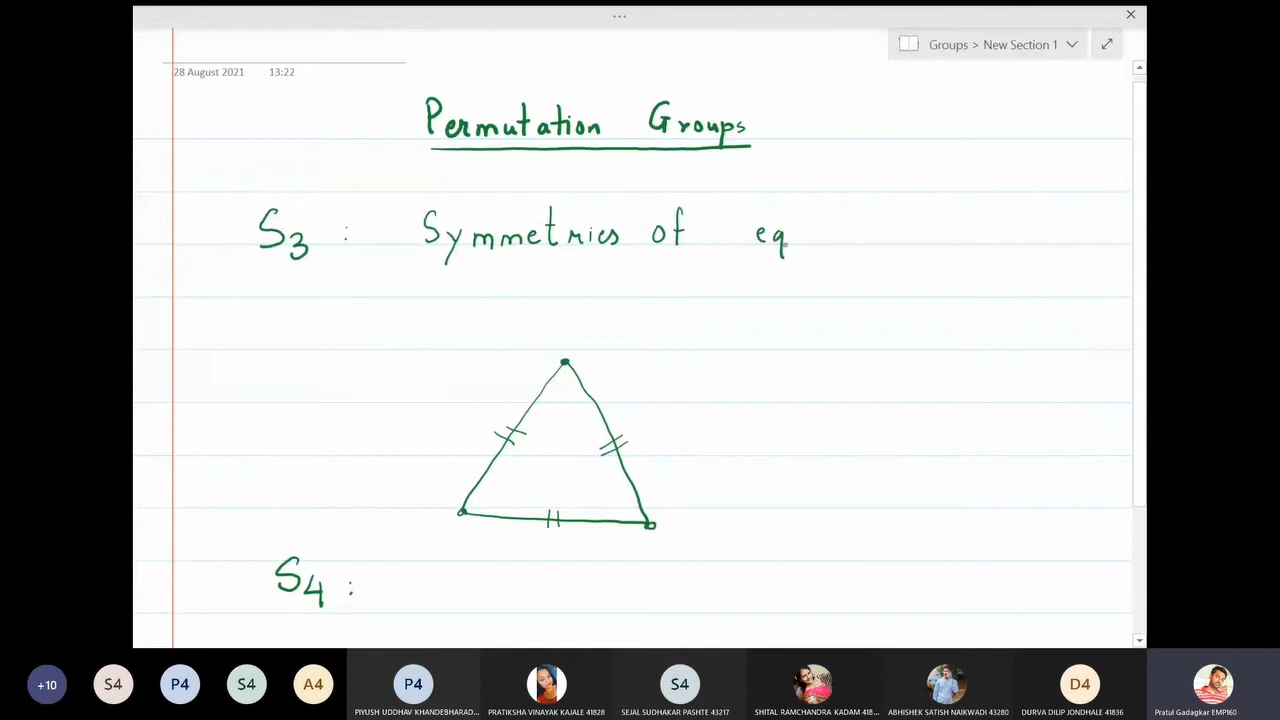 ...
Groups > New Section 1
28 August 2021 13:22
Permutation Groups
S3 : Symmetries of eq
S4 :
+10
S4
P4
S4
A4
P4
S4
D4
PIYUSH UDDHAV KHANDEBHARAD...
PRATIKSHA VINAYAK KAJALE 41828
SEJAL SUDHAKAR PASHTE 43217
SHITAL RAMCHANDRA KADAM 418...
ABHISHEK SATISH NAIKWADI 43280
DURVA DILIP JONDHALE 41836
Pratul Gadagkar EMP160